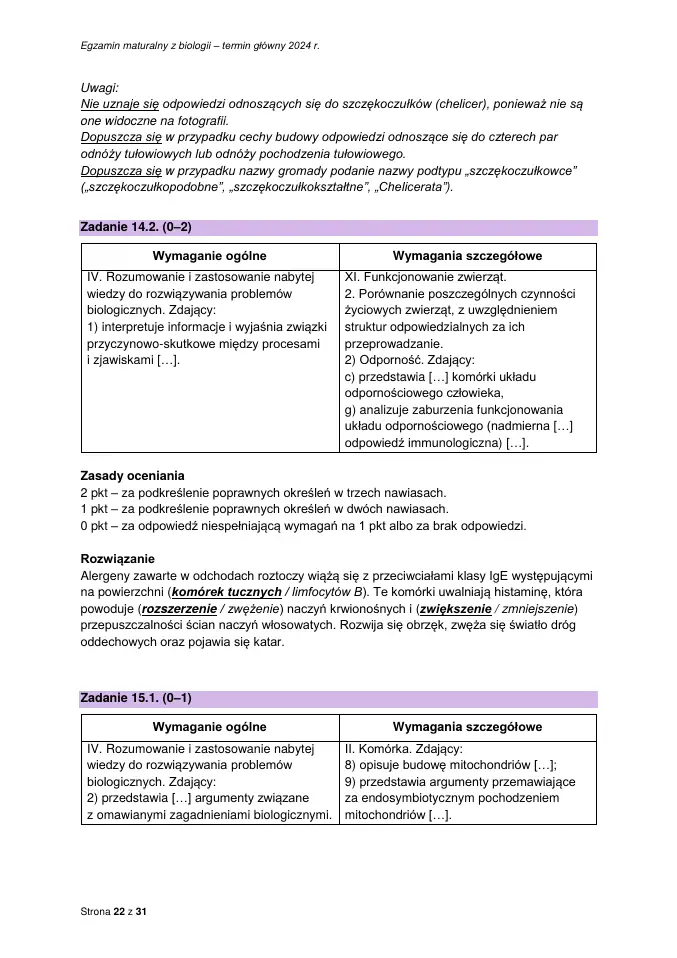 Egzamin maturalny z biologii – termin główny 2024 r.
Uwagi:
Nie uznaje się odpowiedzi odnoszących się do szczękoczułków (chelicer), ponieważ nie są
one widoczne na fotografii.
Dopuszcza się w przypadku cechy budowy odpowiedzi odnoszące się do czterech par
odnóży tułowiowych lub odnóży pochodzenia tułowiowego.
Dopuszcza się w przypadku nazwy gromady podanie nazwy podtypu „szczękoczułkowce”
(„szczękoczułkopodobne”, „szczękoczułkokształtne”, „Chelicerata”).
Zadanie 14.2. (0–2)
Wymaganie ogólne
IV. Rozumowanie i zastosowanie nabytej
wiedzy do rozwiązywania problemów
biologicznych. Zdający:
1) interpretuje informacje i wyjaśnia związki
przyczynowo-skutkowe między procesami
i zjawiskami […].
Wymagania szczegółowe
XI. Funkcjonowanie zwierząt.
2. Porównanie poszczególnych czynności
życiowych zwierząt, z uwzględnieniem
struktur odpowiedzialnych za ich
przeprowadzanie.
2) Odporność. Zdający:
c) przedstawia […] komórki układu
odpornościowego człowieka,
g) analizuje zaburzenia funkcjonowania
układu odpornościowego (nadmierna […]
odpowiedź immunologiczna) […].
Zasady oceniania
2 pkt – za podkreślenie poprawnych określeń w trzech nawiasach.
1 pkt – za podkreślenie poprawnych określeń w dwóch nawiasach.
0 pkt – za odpowiedź niespełniającą wymagań na 1 pkt albo za brak odpowiedzi.
Rozwiązanie
Alergeny zawarte w odchodach roztoczy wiążą się z przeciwciałami klasy IgE występującymi
na powierzchni (komórek tucznych / limfocytów B). Te komórki uwalniają histaminę, która
powoduje (rozszerzenie / zwężenie) naczyń krwionośnych i (zwiększenie / zmniejszenie)
przepuszczalności ścian naczyń włosowatych. Rozwija się obrzęk, zwęża się światło dróg
oddechowych oraz pojawia się katar.
Zadanie 15.1. (0–1)
Wymaganie ogólne
IV. Rozumowanie i zastosowanie nabytej
wiedzy do rozwiązywania problemów
biologicznych. Zdający:
2) przedstawia […] argumenty związane
z omawianymi zagadnieniami biologicznymi.
Wymagania szczegółowe
II. Komórka. Zdający:
8) opisuje budowę mitochondriów […];
9) przedstawia argumenty przemawiające
za endosymbiotycznym pochodzeniem
mitochondriów […].
Strona 22 z 31